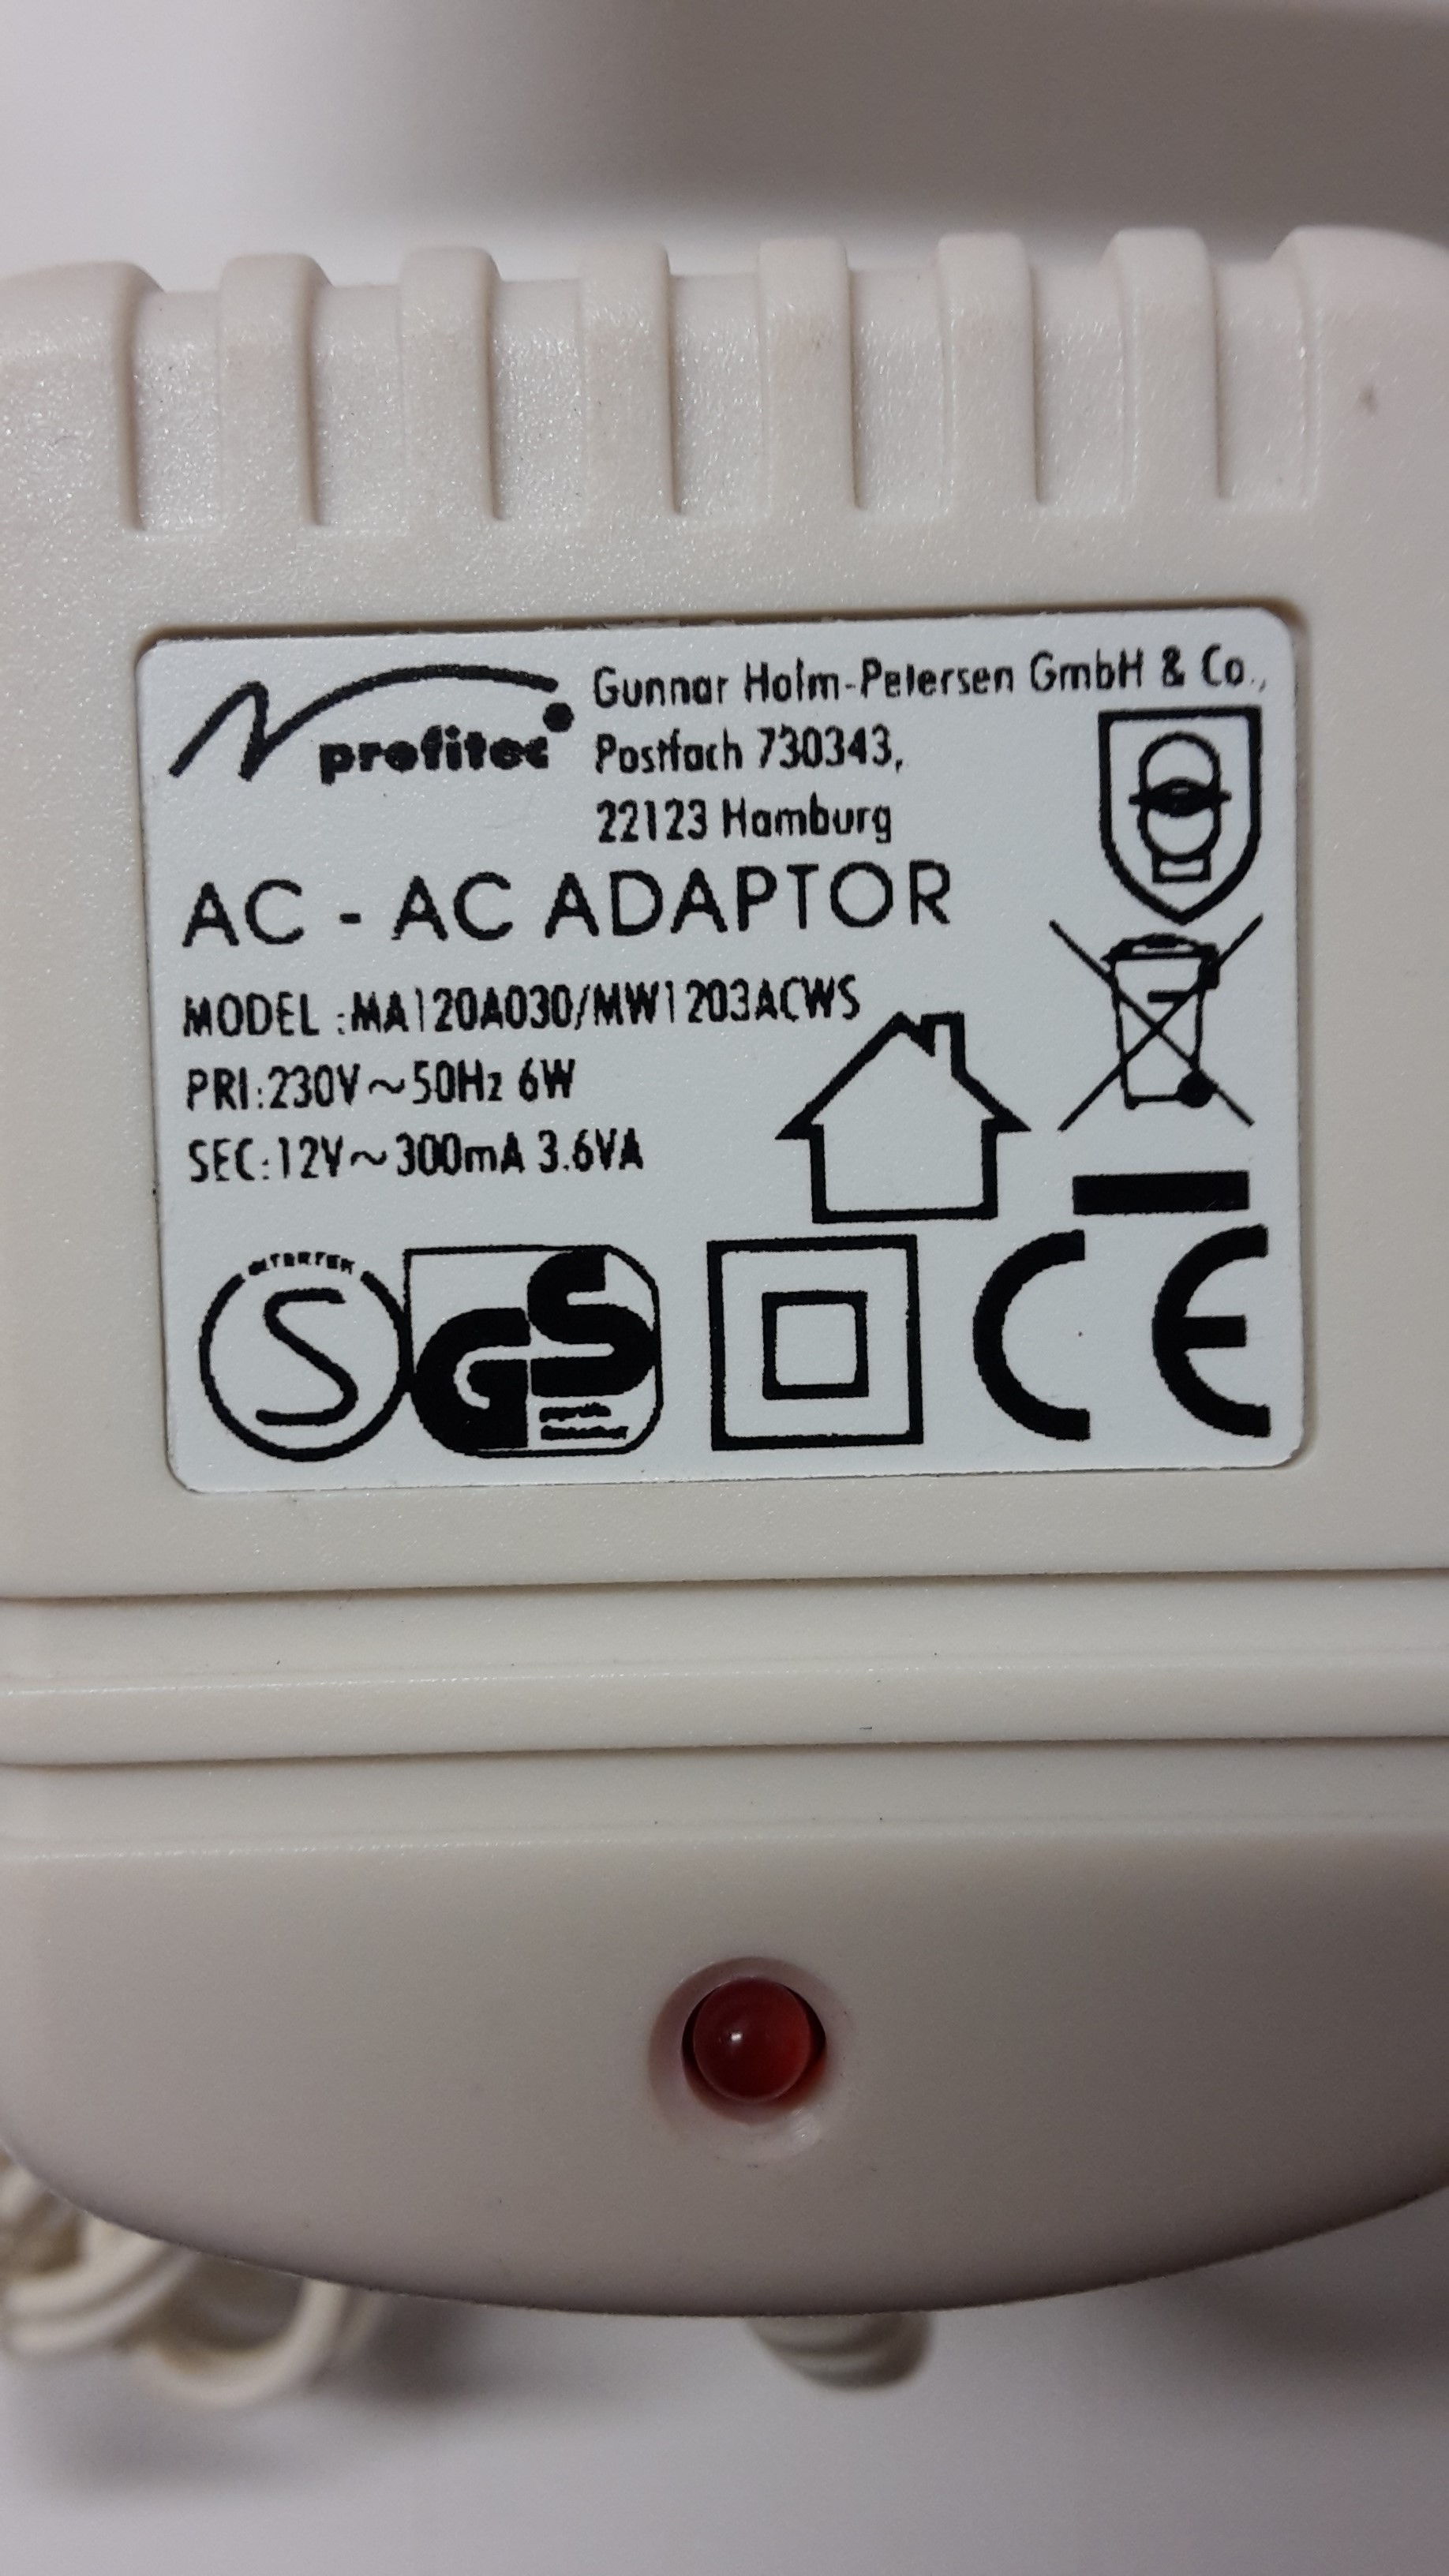 profitec
Gunnar Holm-Petersen GmbH & Co.,
Postfach 730343,
22123 Hamburg
AC - AC ADAPTOR
MODEL :MA120A030/MW1203ACWS
PRI:230V~50Hz 6W
SEC:12V~300mA 3.6VA
INTERTEK
S
GS
CE